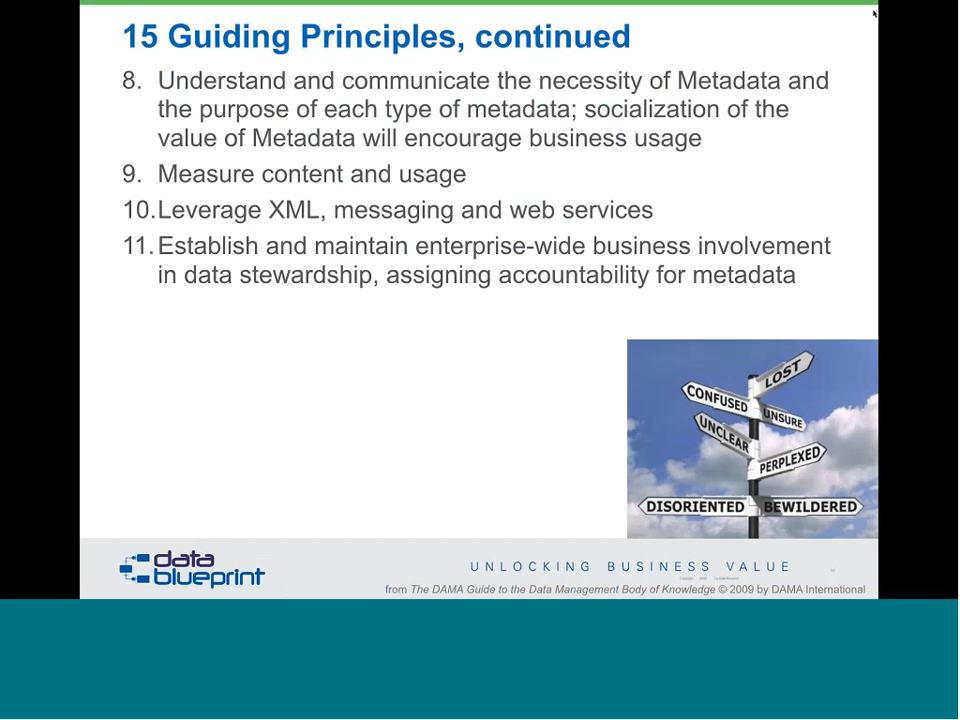 15 Guiding Principles, continued
8. Understand and communicate the necessity of Metadata and
the purpose of each type of metadata; socialization of the
value of Metadata will encourage business usage
9. Measure content and usage
10. Leverage XML, messaging and web services
11. Establish and maintain enterprise-wide business involvement
in data stewardship, assigning accountability for metadata
LOST
CONFUSED
UNSURE
UNCLEAR
PERPLEXED
DISORIENTED
BEWILDERED
data
blueprint
UNLOCKING BUSINESS VALUE
from The DAMA Guide to the Data Management Body of Knowledge © 2009 by DAMA International